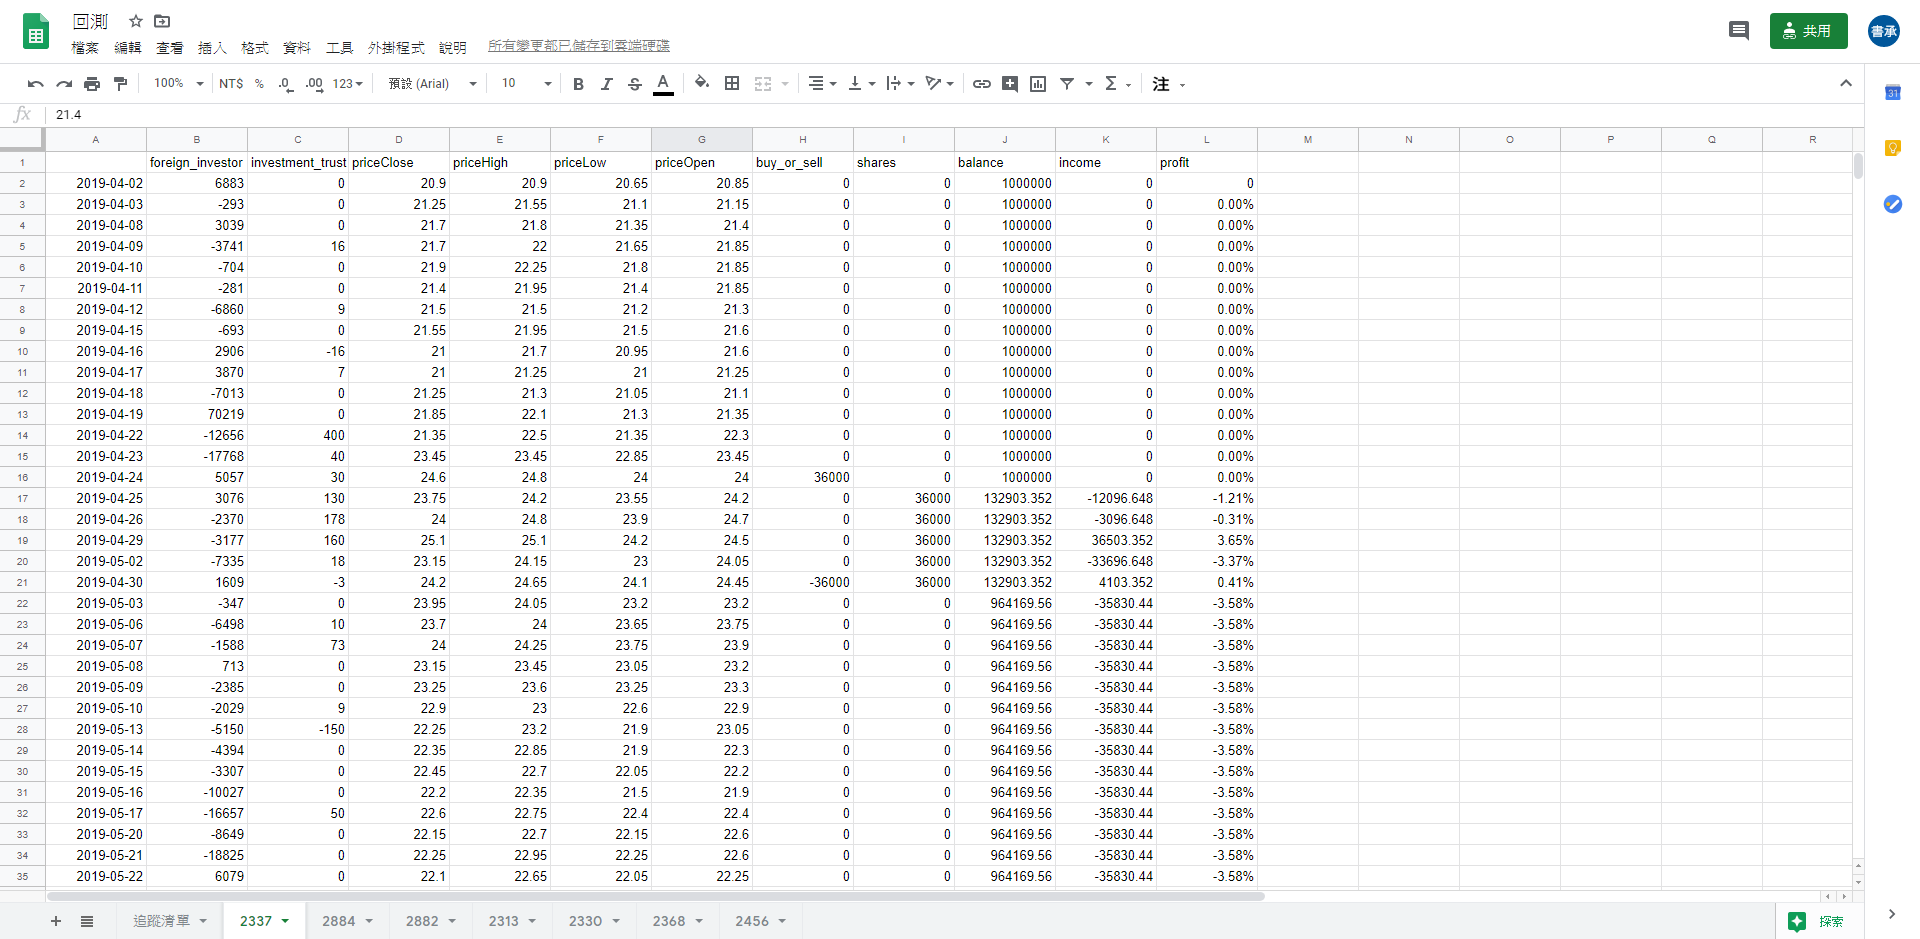 回測
檔案 編輯 查看 插入 格式 資料 工具 外掛程式 說明 所有變更都已儲存到雲端硬碟
共用
書承
100% NT$ % .0 .00 123 預設 (Arial) 10 B I S A Σ 注
31
fx 21.4
A B C D E F G H I J K L M N O P Q R
1 foreign_investor investment_trust priceClose priceHigh priceLow priceOpen buy_or_sell shares balance income profit
2 2019-04-02 6883 0 20.9 20.9 20.65 20.85 0 0 1000000 0 0
3 2019-04-03 -293 0 21.25 21.55 21.1 21.15 0 0 1000000 0 0.00%
4 2019-04-08 3039 0 21.7 21.8 21.35 21.4 0 0 1000000 0 0.00%
5 2019-04-09 -3741 16 21.7 22 21.65 21.85 0 0 1000000 0 0.00%
6 2019-04-10 -704 0 21.9 22.25 21.8 21.85 0 0 1000000 0 0.00%
7 2019-04-11 -281 0 21.4 21.95 21.4 21.85 0 0 1000000 0 0.00%
8 2019-04-12 -6860 9 21.5 21.5 21.2 21.3 0 0 1000000 0 0.00%
9 2019-04-15 -693 0 21.55 21.95 21.5 21.6 0 0 1000000 0 0.00%
10 2019-04-16 2906 -16 21 21.7 20.95 21.6 0 0 1000000 0 0.00%
11 2019-04-17 3870 7 21 21.25 21 21.25 0 0 1000000 0 0.00%
12 2019-04-18 -7013 0 21.25 21.3 21.05 21.1 0 0 1000000 0 0.00%
13 2019-04-19 70219 0 21.85 22.1 21.3 21.35 0 0 1000000 0 0.00%
14 2019-04-22 -12656 400 21.35 22.5 21.35 22.3 0 0 1000000 0 0.00%
15 2019-04-23 -17768 40 23.45 23.45 22.85 23.45 0 0 1000000 0 0.00%
16 2019-04-24 5057 30 24.6 24.8 24 24 36000 0 1000000 0 0.00%
17 2019-04-25 3076 130 23.75 24.2 23.55 24.2 0 36000 132903.352 -12096.648 -1.21%
18 2019-04-26 -2370 178 24 24.8 23.9 24.7 0 36000 132903.352 -3096.648 -0.31%
19 2019-04-29 -3177 160 25.1 25.1 24.2 24.5 0 36000 132903.352 36503.352 3.65%
20 2019-05-02 -7335 18 23.15 24.15 23 24.05 0 36000 132903.352 -33696.648 -3.37%
21 2019-04-30 1609 -3 24.2 24.65 24.1 24.45 -36000 36000 132903.352 4103.352 0.41%
22 2019-05-03 -347 0 23.95 24.05 23.2 23.2 0 0 964169.56 -35830.44 -3.58%
23 2019-05-06 -6498 10 23.7 24 23.65 23.75 0 0 964169.56 -35830.44 -3.58%
24 2019-05-07 -1588 73 24 24.25 23.75 23.9 0 0 964169.56 -35830.44 -3.58%
25 2019-05-08 713 0 23.15 23.45 23.05 23.2 0 0 964169.56 -35830.44 -3.58%
26 2019-05-09 -2385 0 23.25 23.6 23.25 23.3 0 0 964169.56 -35830.44 -3.58%
27 2019-05-10 -2029 9 22.9 23 22.6 22.9 0 0 964169.56 -35830.44 -3.58%
28 2019-05-13 -5150 -150 22.25 23.2 21.9 23.05 0 0 964169.56 -35830.44 -3.58%
29 2019-05-14 -4394 0 22.35 22.85 21.9 22.3 0 0 964169.56 -35830.44 -3.58%
30 2019-05-15 -3307 0 22.45 22.7 22.05 22.2 0 0 964169.56 -35830.44 -3.58%
31 2019-05-16 -10027 0 22.2 22.35 21.5 21.9 0 0 964169.56 -35830.44 -3.58%
32 2019-05-17 -16657 50 22.6 22.75 22.4 22.4 0 0 964169.56 -35830.44 -3.58%
33 2019-05-20 -8649 0 22.15 22.7 22.15 22.6 0 0 964169.56 -35830.44 -3.58%
34 2019-05-21 -18825 0 22.25 22.95 22.25 22.6 0 0 964169.56 -35830.44 -3.58%
35 2019-05-22 6079 0 22.1 22.65 22.05 22.25 0 0 964169.56 -35830.44 -3.58%
追蹤清單 2337 2884 2882 2313 2330 2368 2456 探索